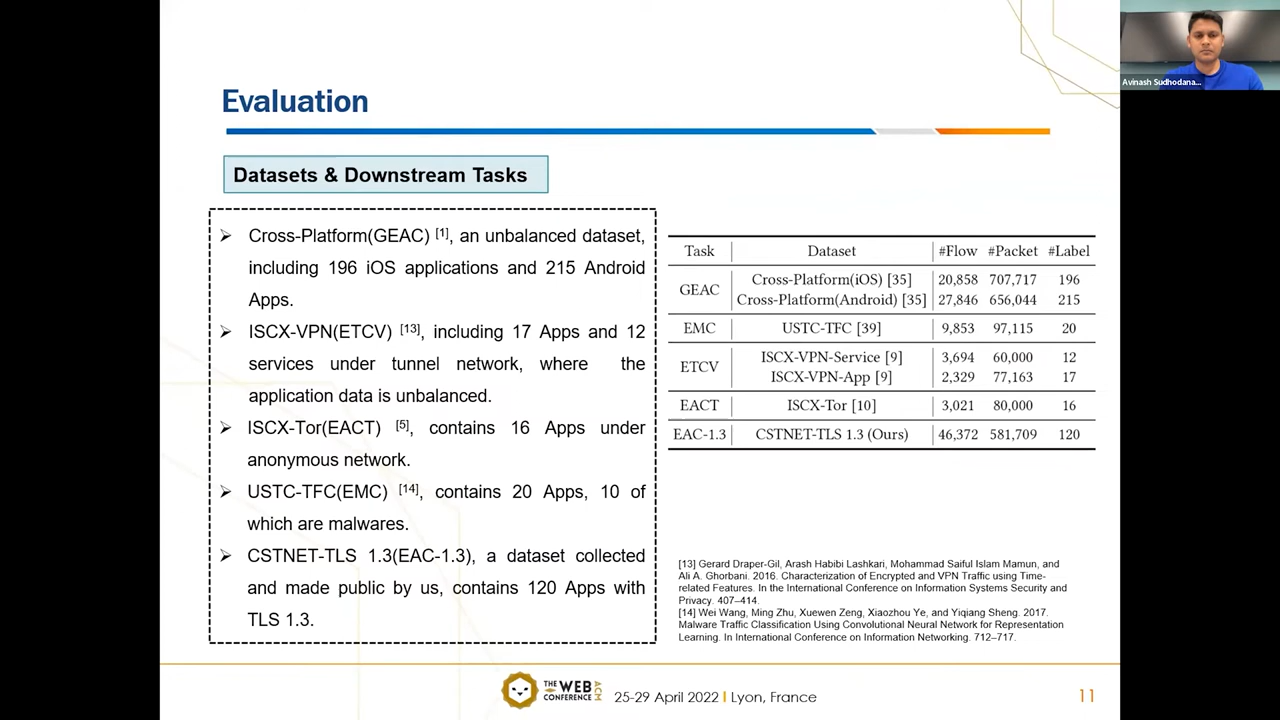 Avinash Sudhodana...
Evaluation
Datasets & Downstream Tasks
➢ Cross-Platform(GEAC) [1], an unbalanced dataset,
including 196 iOS applications and 215 Android
Apps.
➢ ISCX-VPN(ETCV) [13], including 17 Apps and 12
services under tunnel network, where the
application data is unbalanced.
➢ ISCX-Tor(EACT) [5], contains 16 Apps under
anonymous network.
➢ USTC-TFC(EMC) [14], contains 20 Apps, 10 of
which are malwares.
➢ CSTNET-TLS 1.3(EAC-1.3), a dataset collected
and made public by us, contains 120 Apps with
TLS 1.3.
Task Dataset #Flow #Packet #Label
GEAC
Cross-Platform(iOS) [35] 20,858 707,717 196
Cross-Platform(Android) [35] 27,846 656,044 215
EMC USTC-TFC [39] 9,853 97,115 20
ETCV
ISCX-VPN-Service [9] 3,694 60,000 12
ISCX-VPN-App [9] 2,329 77,163 17
EACT ISCX-Tor [10] 3,021 80,000 16
EAC-1.3 CSTNET-TLS 1.3 (Ours) 46,372 581,709 120
[13] Gerard Draper-Gil, Arash Habibi Lashkari, Mohammad Saiful Islam Mamun, and
Ali A. Ghorbani. 2016. Characterization of Encrypted and VPN Traffic using Time-
related Features. In the International Conference on Information Systems Security and
Privacy. 407–414.
[14] Wei Wang, Ming Zhu, Xuewen Zeng, Xiaozhou Ye, and Yiqiang Sheng. 2017.
Malware Traffic Classification Using Convolutional Neural Network for Representation
Learning. In International Conference on Information Networking. 712–717.
THE WEB
CONFERENCE
ACM
25-29 April 2022 I Lyon, France
11